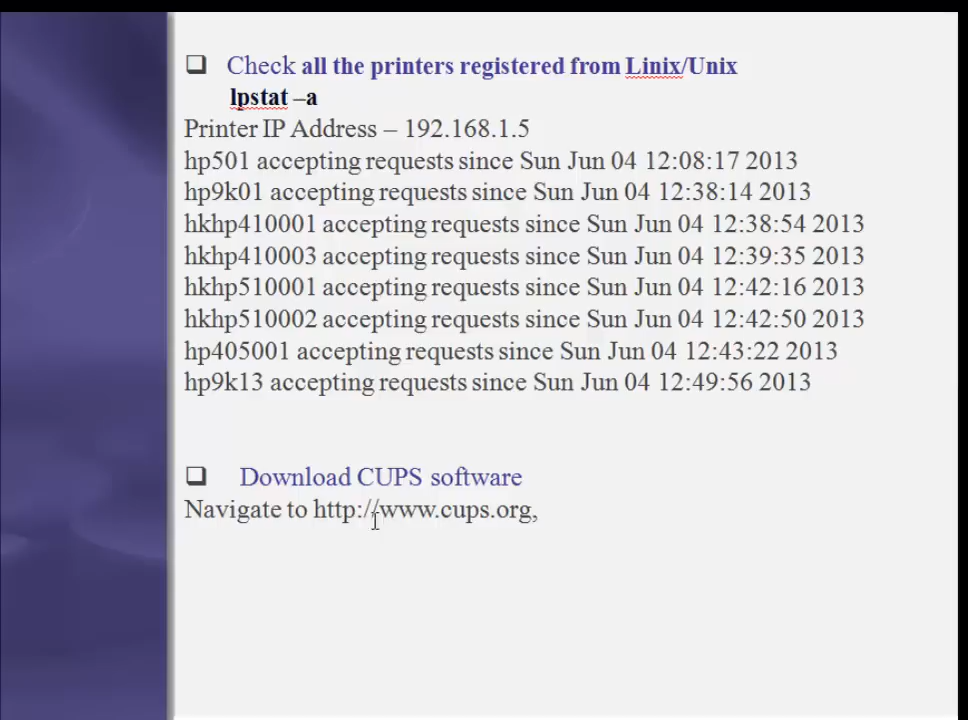 Check all the printers registered from Linix/Unix
lpstat –a
Printer IP Address – 192.168.1.5
hp501 accepting requests since Sun Jun 04 12:08:17 2013
hp9k01 accepting requests since Sun Jun 04 12:38:14 2013
hkhp410001 accepting requests since Sun Jun 04 12:38:54 2013
hkhp410003 accepting requests since Sun Jun 04 12:39:35 2013
hkhp510001 accepting requests since Sun Jun 04 12:42:16 2013
hkhp510002 accepting requests since Sun Jun 04 12:42:50 2013
hp405001 accepting requests since Sun Jun 04 12:43:22 2013
hp9k13 accepting requests since Sun Jun 04 12:49:56 2013
Download CUPS software
Navigate to http://www.cups.org,